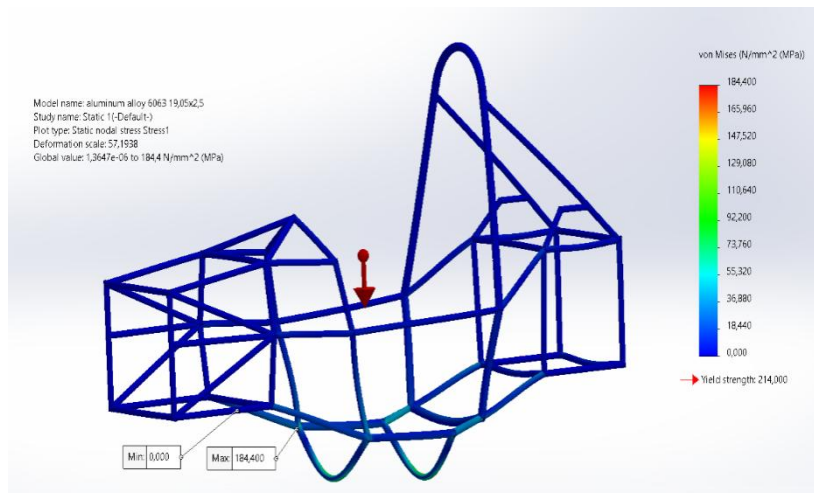 von Mises (N/mm^2 (MPa))
184,400
165,960
147,520
129,080
110,640
92,200
73,760
55,320
36,880
18,440
0,000
Yield strength: 214,000
Model name: aluminum alloy 6063 19,05x2,5
Study name: Static 1(-Default-)
Plot type: Static nodal stress Stress1
Deformation scale: 57,1938
Global value: 1,3647e-06 to 184,4 N/mm^2 (MPa)
Min: 0,000
Max: 184,400